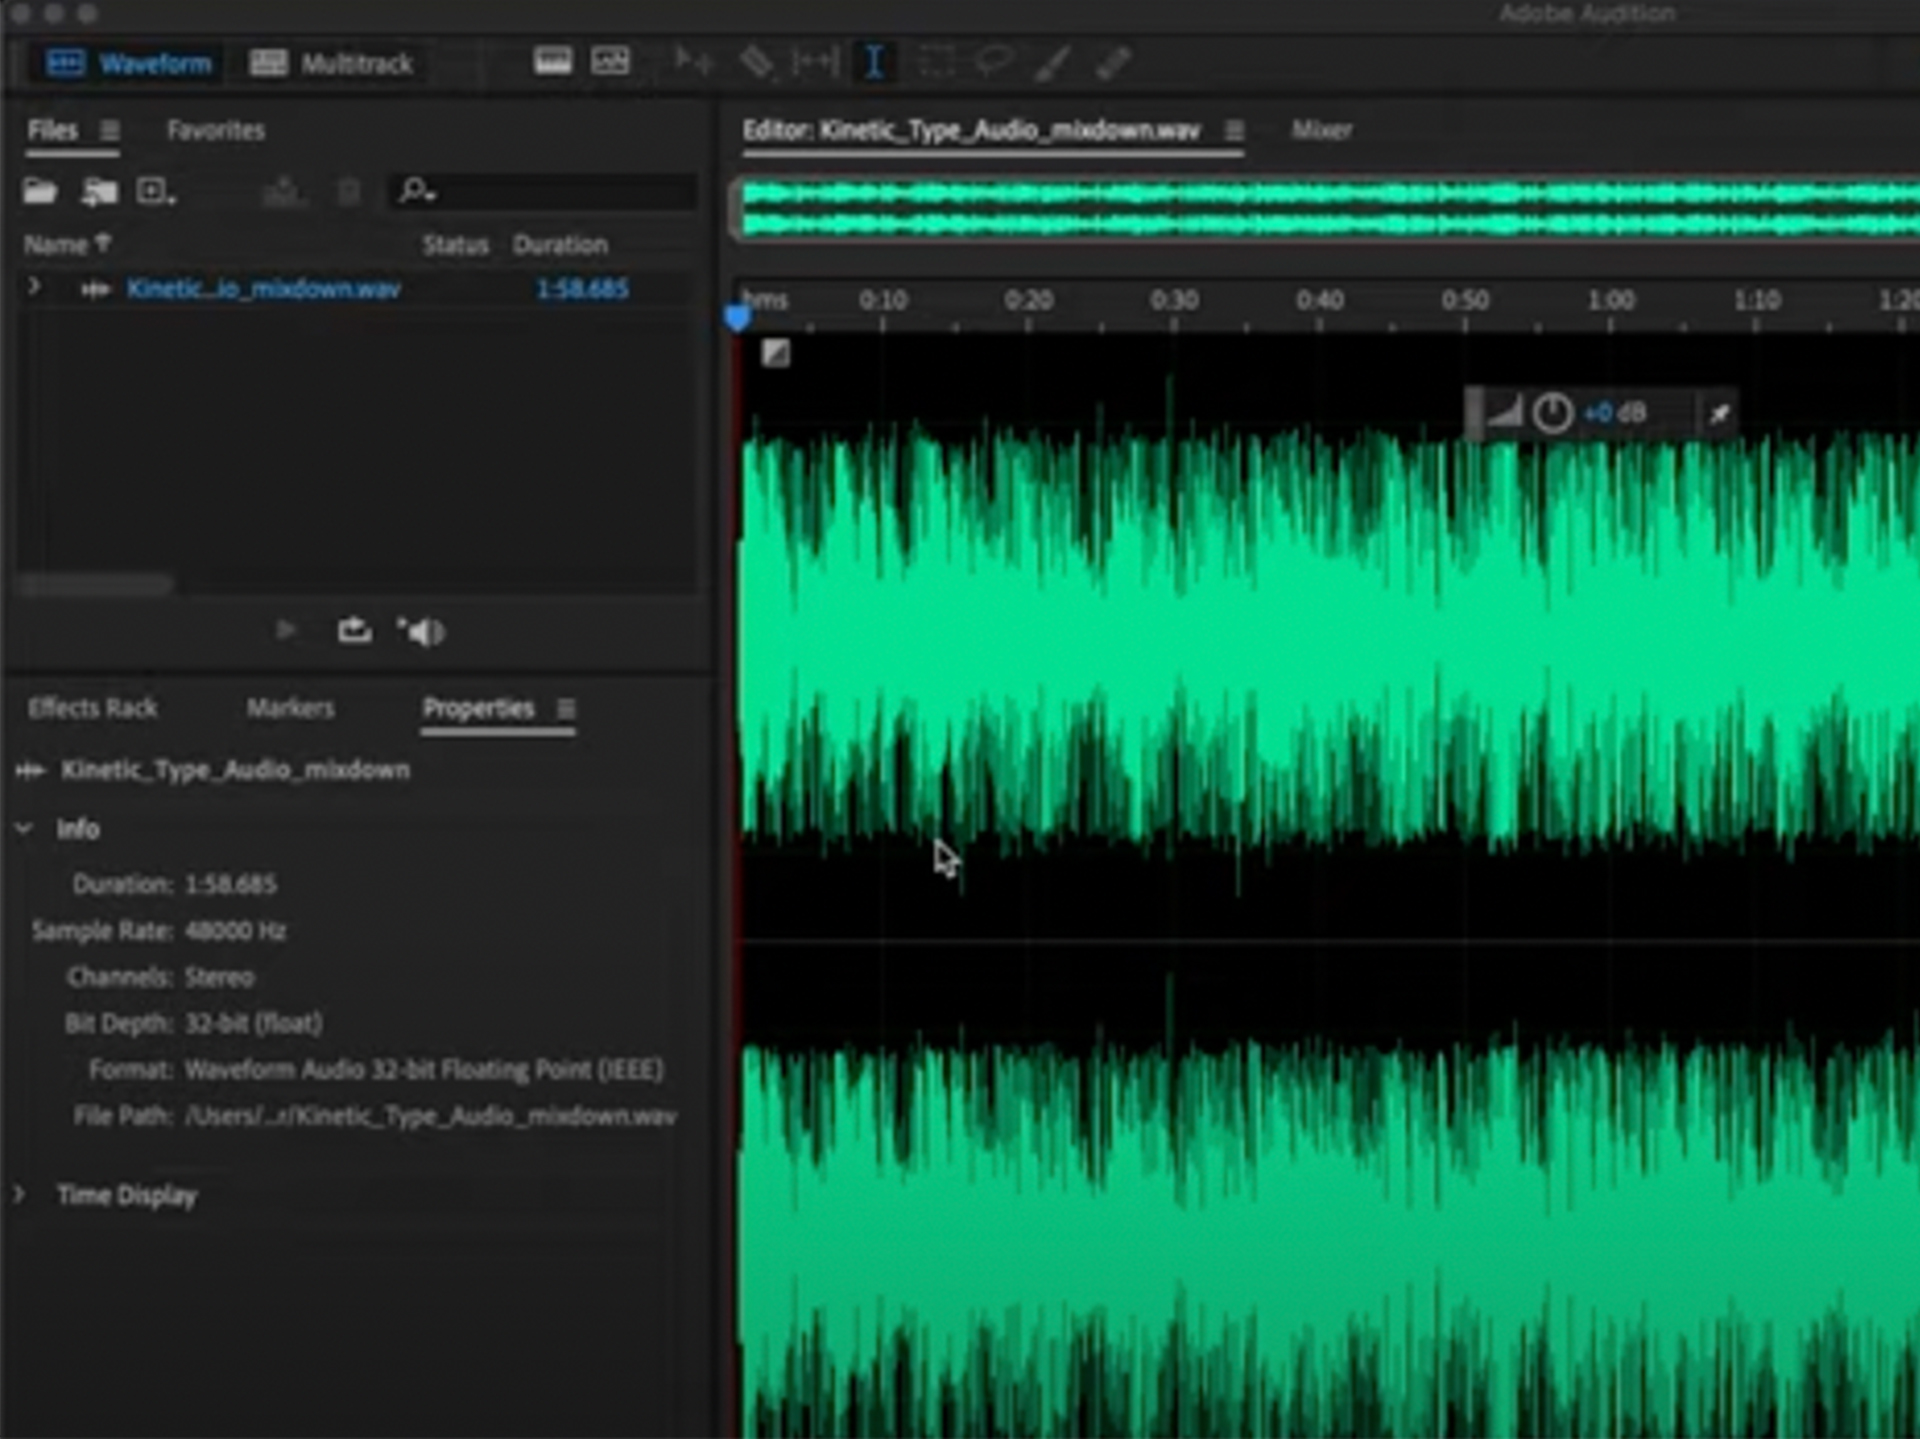 Adobe Audition
Waveform Multitrack
Files Favorites
Editor: Kinetic_Type_Audio_mixdown.wav Mixer
Name Status Duration
Kinetic...io_mixdown.wav 1:58.685
hms 0:10 0:20 0:30 0:40 0:50 1:00 1:10 1:20
+0 dB
Effects Rack Markers Properties
Kinetic_Type_Audio_mixdown
Info
Duration: 1:58.685
Sample Rate: 48000 Hz
Channels: Stereo
Bit Depth: 32-bit (float)
Format: Waveform Audio 32-bit Floating Point (IEEE)
File Path: /Users/...r/Kinetic_Type_Audio_mixdown.wav
Time Display